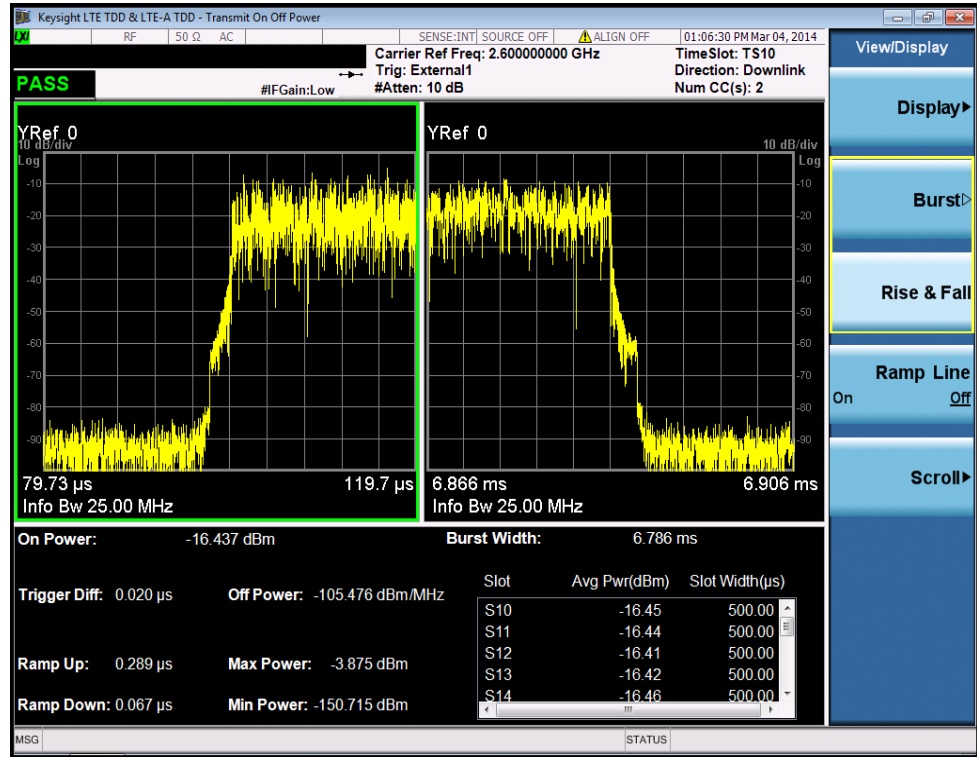 Keysight LTE TDD & LTE-A TDD - Transmit On Off Power
LXI RF 50 Ω AC SENSE:INT SOURCE OFF ALIGN OFF 01:06:30 PM Mar 04, 2014
Carrier Ref Freq: 2.600000000 GHz TimeSlot: TS10
Trig: External1 Direction: Downlink
PASS #IFGain:Low #Atten: 10 dB Num CC(s): 2
YRef 0
10 dB/div
Log
-10
-20
-30
-40
-50
-60
-70
-80
-90
79.73 µs 119.7 µs
Info Bw 25.00 MHz
YRef 0
10 dB/div
Log
-10
-20
-30
-40
-50
-60
-70
-80
-90
6.866 ms 6.906 ms
Info Bw 25.00 MHz
On Power: -16.437 dBm Burst Width: 6.786 ms
Trigger Diff: 0.020 µs Off Power: -105.476 dBm/MHz
Ramp Up: 0.289 µs Max Power: -3.875 dBm
Ramp Down: 0.067 µs Min Power: -150.715 dBm
Slot Avg Pwr(dBm) Slot Width(µs)
S10 -16.45 500.00
S11 -16.44 500.00
S12 -16.41 500.00
S13 -16.42 500.00
S14 -16.46 500.00
MSG STATUS
View/Display
Display
Burst
Rise & Fall
Ramp Line
On Off
Scroll